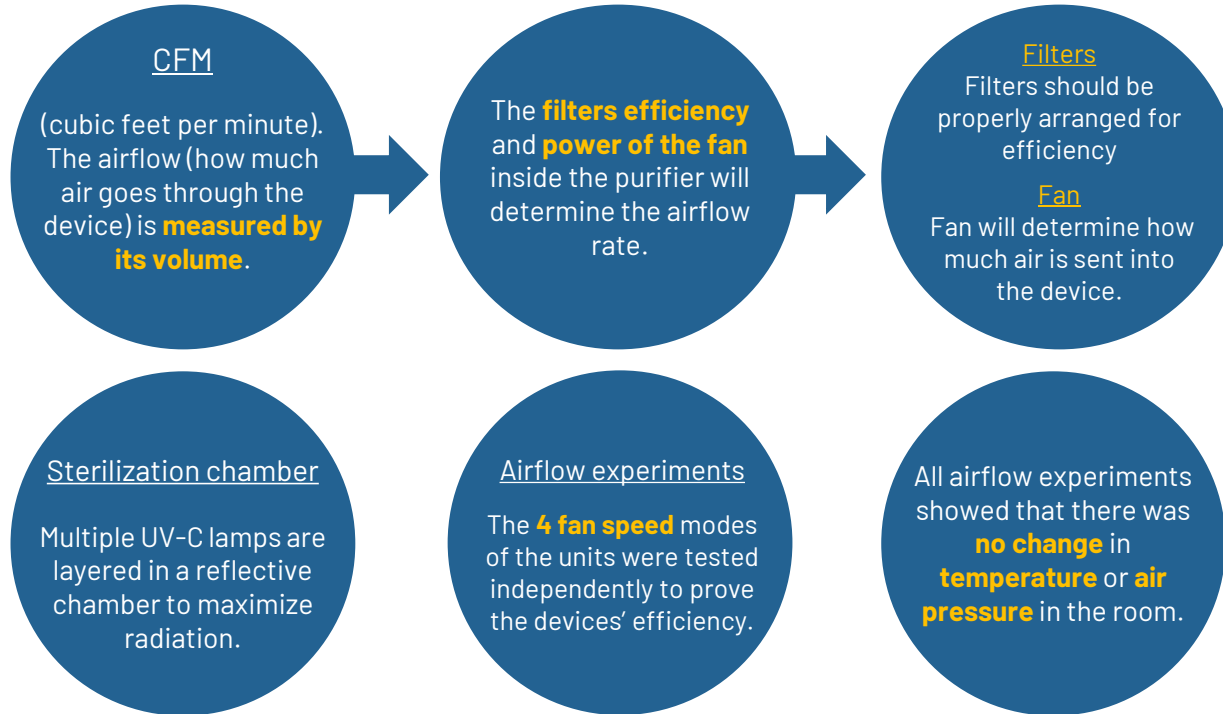 CFM
(cubic feet per minute).
The airflow (how much
air goes through the
device) is measured by
its volume.
The filters efficiency
and power of the fan
inside the purifier will
determine the airflow
rate.
Filters
Filters should be
properly arranged for
efficiency
Fan
Fan will determine how
much air is sent into
the device.
Sterilization chamber
Multiple UV-C lamps are
layered in a reflective
chamber to maximize
radiation.
Airflow experiments
The 4 fan speed modes
of the units were tested
independently to prove
the devices’ efficiency.
All airflow experiments
showed that there was
no change in
temperature or air
pressure in the room.